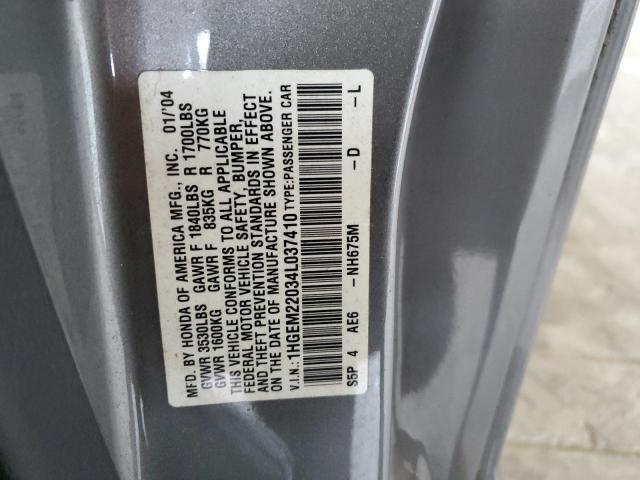 MFD. BY HONDA OF AMERICA MFG., INC. 01/'04
GVWR 3530LBS GAWR F 1840LBS R 1700LBS
GVWR 1600KG GAWR F 835KG R 770KG
THIS VEHICLE CONFORMS TO ALL APPLICABLE
FEDERAL MOTOR VEHICLE SAFETY, BUMPER,
AND THEFT PREVENTION STANDARDS IN EFFECT
ON THE DATE OF MANUFACTURE SHOWN ABOVE.
V.I.N.: 1HGEM22034L037410 TYPE:PASSENGER CAR
S5P 4 AE6 -NH675M -D -L